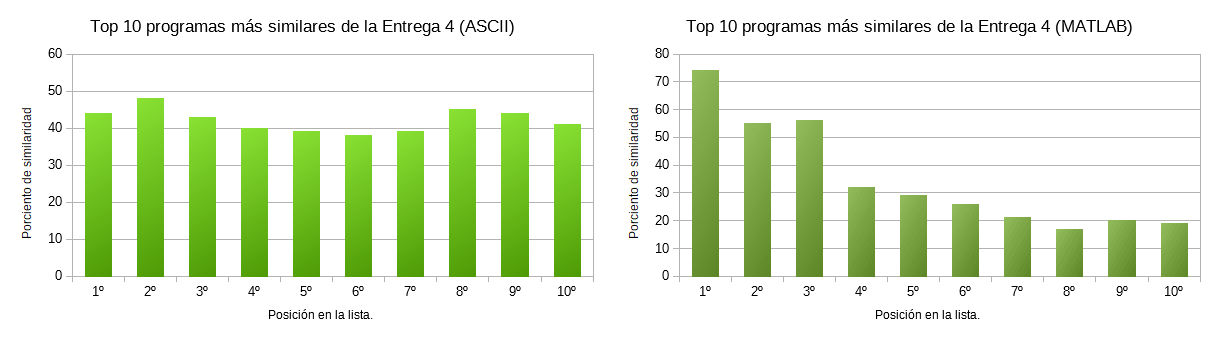 Top 10 programas más similares de la Entrega 4 (ASCII)
Porciento de similaridad
60
50
40
30
20
10
0
1º 2º 3º 4º 5º 6º 7º 8º 9º 10º
Posición en la lista.
Top 10 programas más similares de la Entrega 4 (MATLAB)
Porciento de similaridad
80
70
60
50
40
30
20
10
0
1º 2º 3º 4º 5º 6º 7º 8º 9º 10º
Posición en la lista.